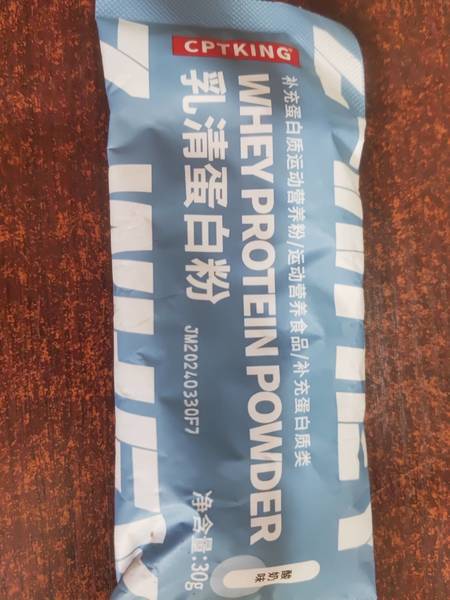 CPTKING
补充蛋白质运动营养粉/运动营养食品/补充蛋白质类
WHEY PROTEIN POWDER
乳清蛋白粉
JM20240330F7
净含量:30g
酸奶味